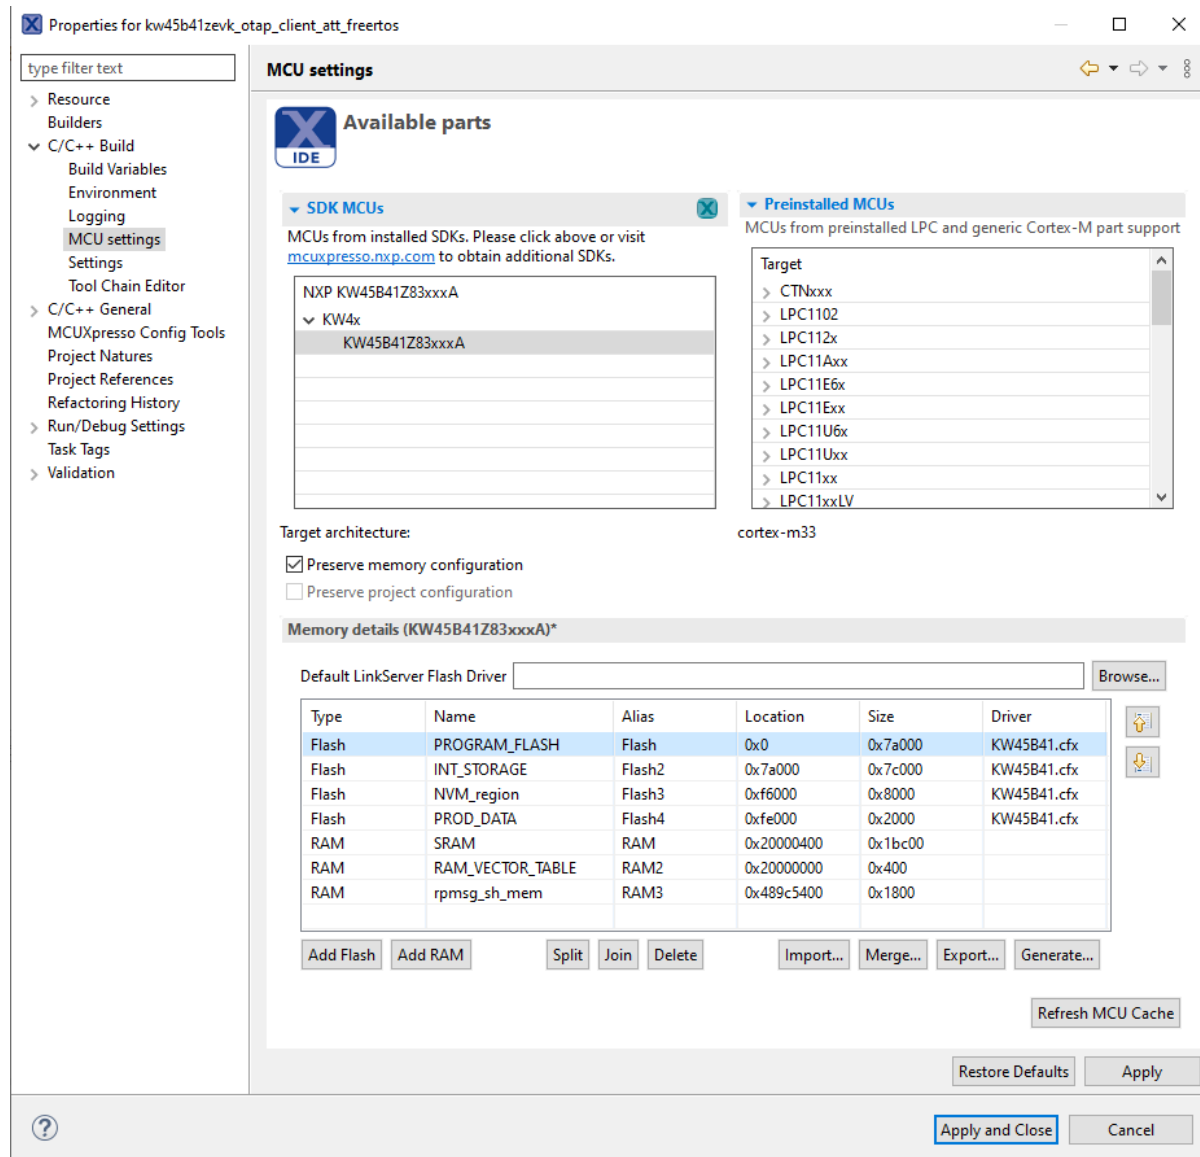 Properties for kw45b41zevk_otap_client_att_freertos
type filter text
Resource
Builders
C/C++ Build
Build Variables
Environment
Logging
MCU settings
Settings
Tool Chain Editor
C/C++ General
MCUXpresso Config Tools
Project Natures
Project References
Refactoring History
Run/Debug Settings
Task Tags
Validation
MCU settings
IDE
Available parts
SDK MCUs
MCUs from installed SDKs. Please click above or visit
mcuxpresso.nxp.com to obtain additional SDKs.
NXP KW45B41Z83xxxA
KW4x
KW45B41Z83xxxA
Preinstalled MCUs
MCUs from preinstalled LPC and generic Cortex-M part support
Target
CTNxxx
LPC1102
LPC112x
LPC11Axx
LPC11E6x
LPC11Exx
LPC11U6x
LPC11Uxx
LPC11xx
LPC11xxLV
Target architecture: cortex-m33
Preserve memory configuration
Preserve project configuration
Memory details (KW45B41Z83xxxA)*
Default LinkServer Flash Driver Browse...
Type Name Alias Location Size Driver
Flash PROGRAM_FLASH Flash 0x0 0x7a000 KW45B41.cfx
Flash INT_STORAGE Flash2 0x7a000 0x7c000 KW45B41.cfx
Flash NVM_region Flash3 0xf6000 0x8000 KW45B41.cfx
Flash PROD_DATA Flash4 0xfe000 0x2000 KW45B41.cfx
RAM SRAM RAM 0x20000400 0x1bc00
RAM RAM_VECTOR_TABLE RAM2 0x20000000 0x400
RAM rpmsg_sh_mem RAM3 0x489c5400 0x1800
Add Flash Add RAM Split Join Delete Import... Merge... Export... Generate...
Refresh MCU Cache
Restore Defaults Apply
Apply and Close Cancel